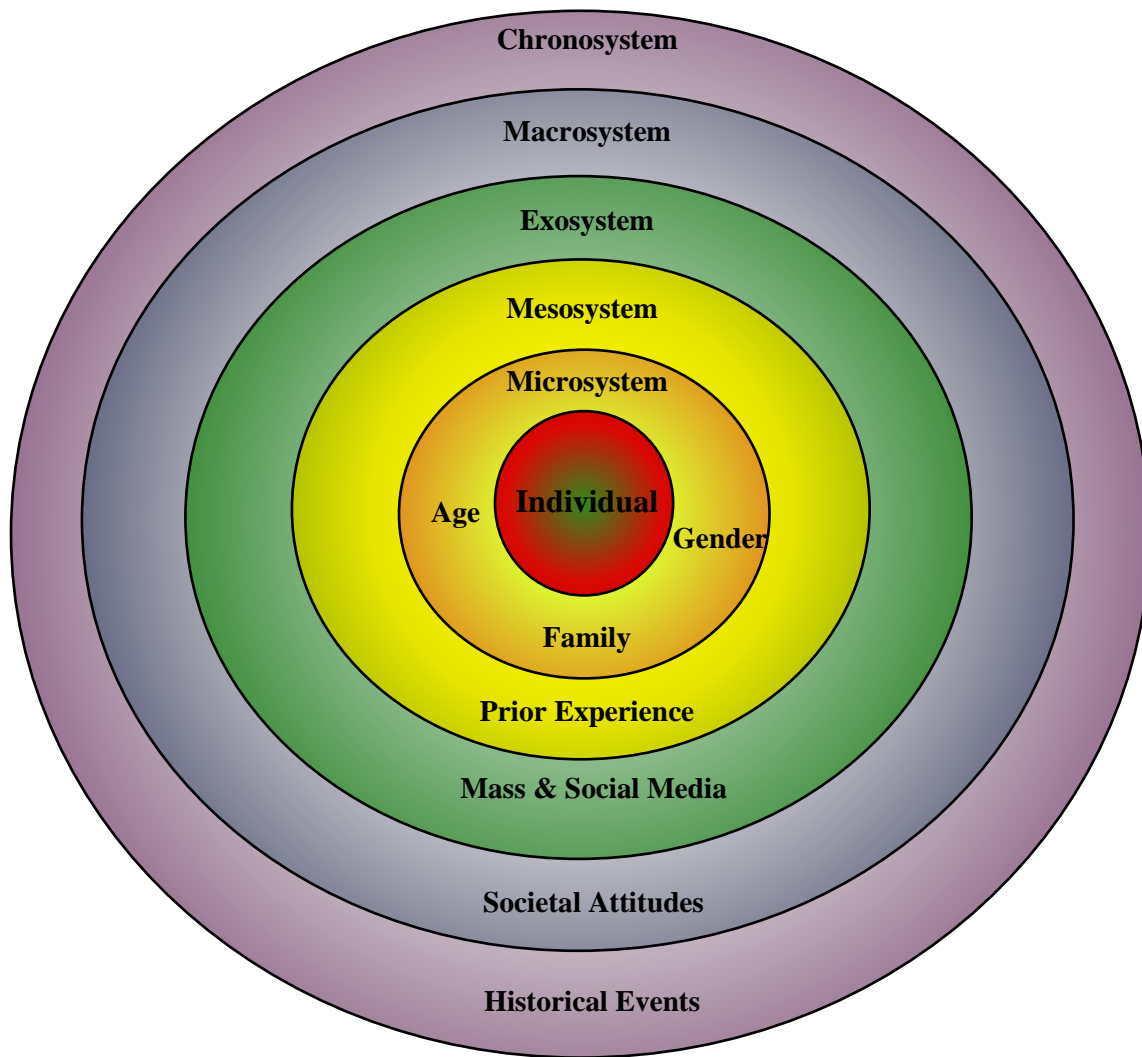 Chronosystem
Macrosystem
Exosystem
Mesosystem
Microsystem
Individual
Age
Gender
Family
Prior Experience
Mass & Social Media
Societal Attitudes
Historical Events